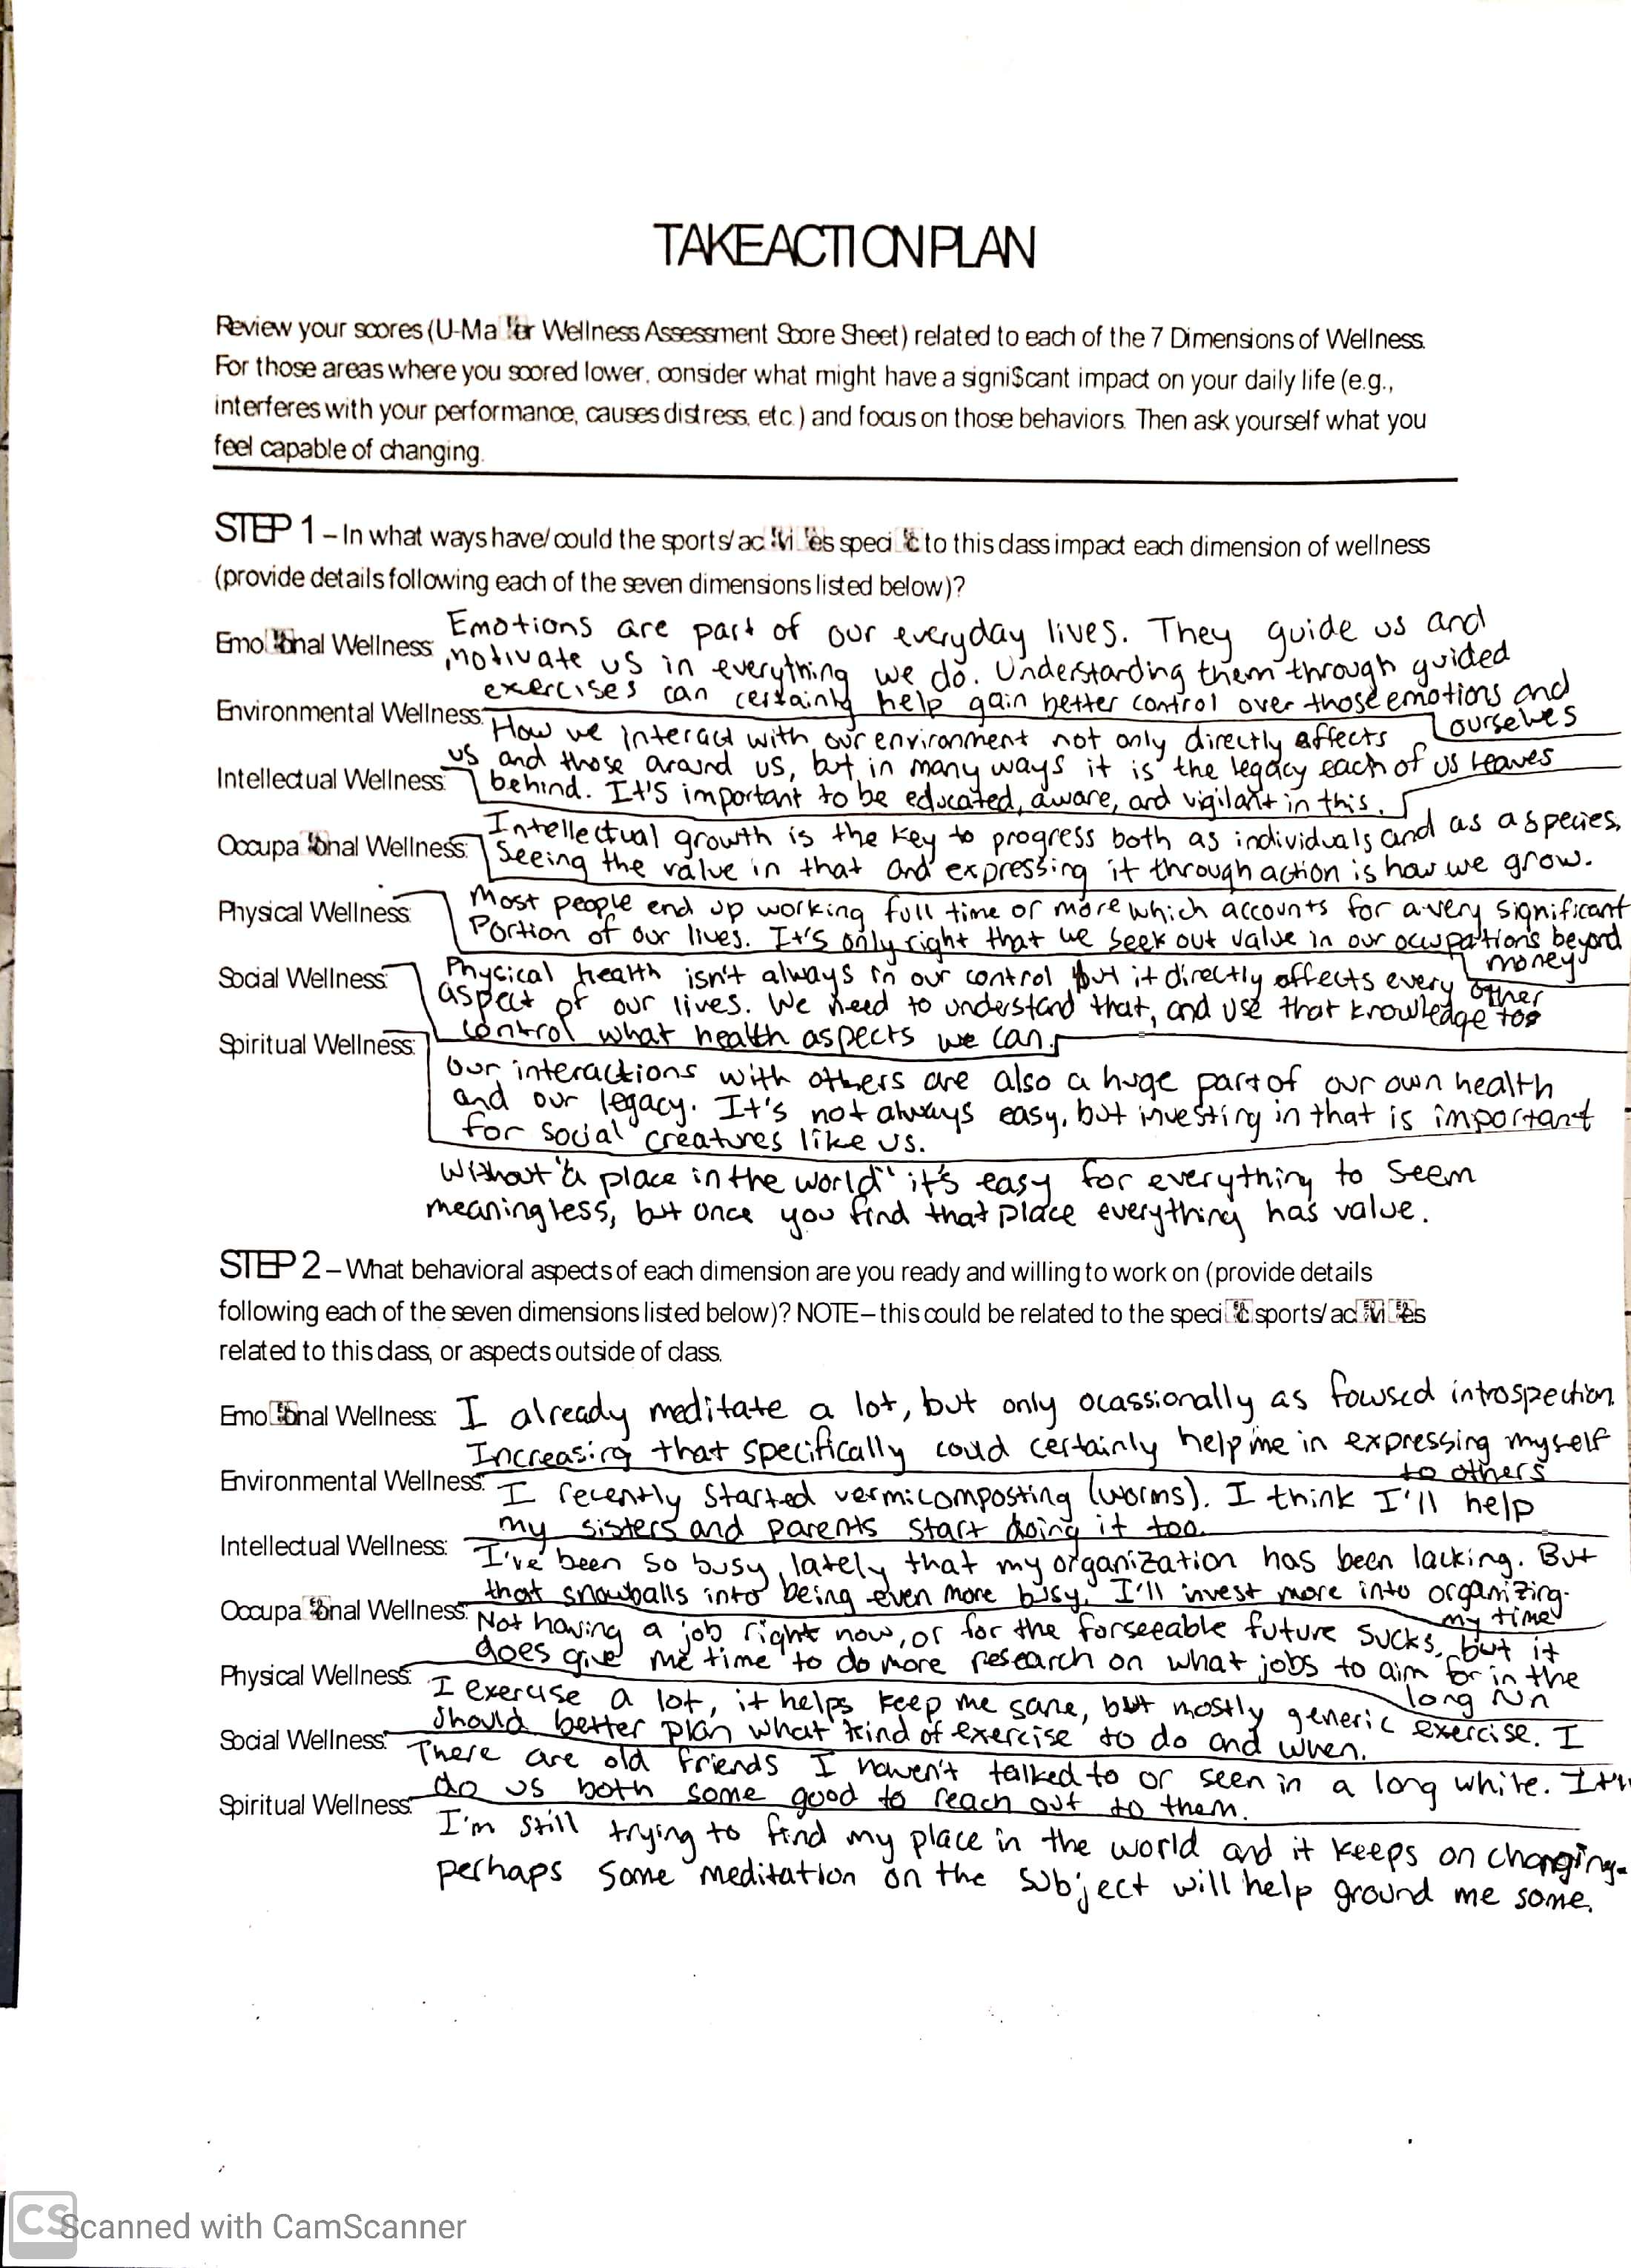 TAKE ACTION PLAN
Review your scores (U-Ma er Wellness Assessment Score Sheet) related to each of the 7 Dimensions of Wellness.
For those areas where you scored lower, consider what might have a signi$cant impact on your daily life (e.g.,
interferes with your performance, causes distress, etc.) and focus on those behaviors. Then ask yourself what you
feel capable of changing.
STEP 1 – In what ways have/could the sports/ac vi es speci c to this class impact each dimension of wellness
(provide details following each of the seven dimensions listed below)?
Emo onal Wellness: Emotions are part of our everyday lives. They guide us and
motivate us in everything we do. Understanding them through guided
exercises can certainly help gain better control over those emotions and
ourselves
Environmental Wellness: How we interact with our environment not only directly affects
us and those around us, but in many ways it is the legacy each of us leaves
behind. It's important to be educated, aware, and vigilant in this.
Intellectual Wellness: Intellectual growth is the key to progress both as individuals and as a species.
Seeing the value in that and expressing it through action is how we grow.
Occupa onal Wellness: Most people end up working full time or more which accounts for a very significant
Portion of our lives. It's only right that we seek out value in our occupations beyond
money
Physical Wellness: Physical health isn't always in our control but it directly affects every other
aspect of our lives. We need to understand that, and use that knowledge to
control what health aspects we can.
Social Wellness: Our interactions with others are also a huge part of our own health
and our legacy. It's not always easy, but investing in that is important
for social creatures like us.
Spiritual Wellness: Without "a place in the world" it's easy for everything to seem
meaningless, but once you find that place everything has value.
STEP 2 – What behavioral aspects of each dimension are you ready and willing to work on (provide details
following each of the seven dimensions listed below)? NOTE – this could be related to the speci c sports/ac vi es
related to this class, or aspects outside of class.
Emo onal Wellness: I already meditate a lot, but only ocassionally as focused introspection.
Increasing that specifically could certainly help me in expressing myself
to others
Environmental Wellness: I recently started vermicomposting (worms). I think I'll help
my sisters and parents start doing it too.
Intellectual Wellness: I've been so busy lately that my organization has been lacking. But
that snowballs into being even more busy. I'll invest more into organizing
my time
Occupa onal Wellness: Not having a job right now, or for the forseeable future sucks, but it
does give me time to do more research on what jobs to aim for in the
long run
Physical Wellness: I exercise a lot, it helps keep me sane, but mostly generic exercise. I
should better plan what kind of exercise to do and when.
Social Wellness: There are old friends I haven't talked to or seen in a long while. It'll
do us both some good to reach out to them.
Spiritual Wellness: I'm still trying to find my place in the world and it keeps on changing.
perhaps some meditation on the subject will help ground me some.
CS Scanned with CamScanner